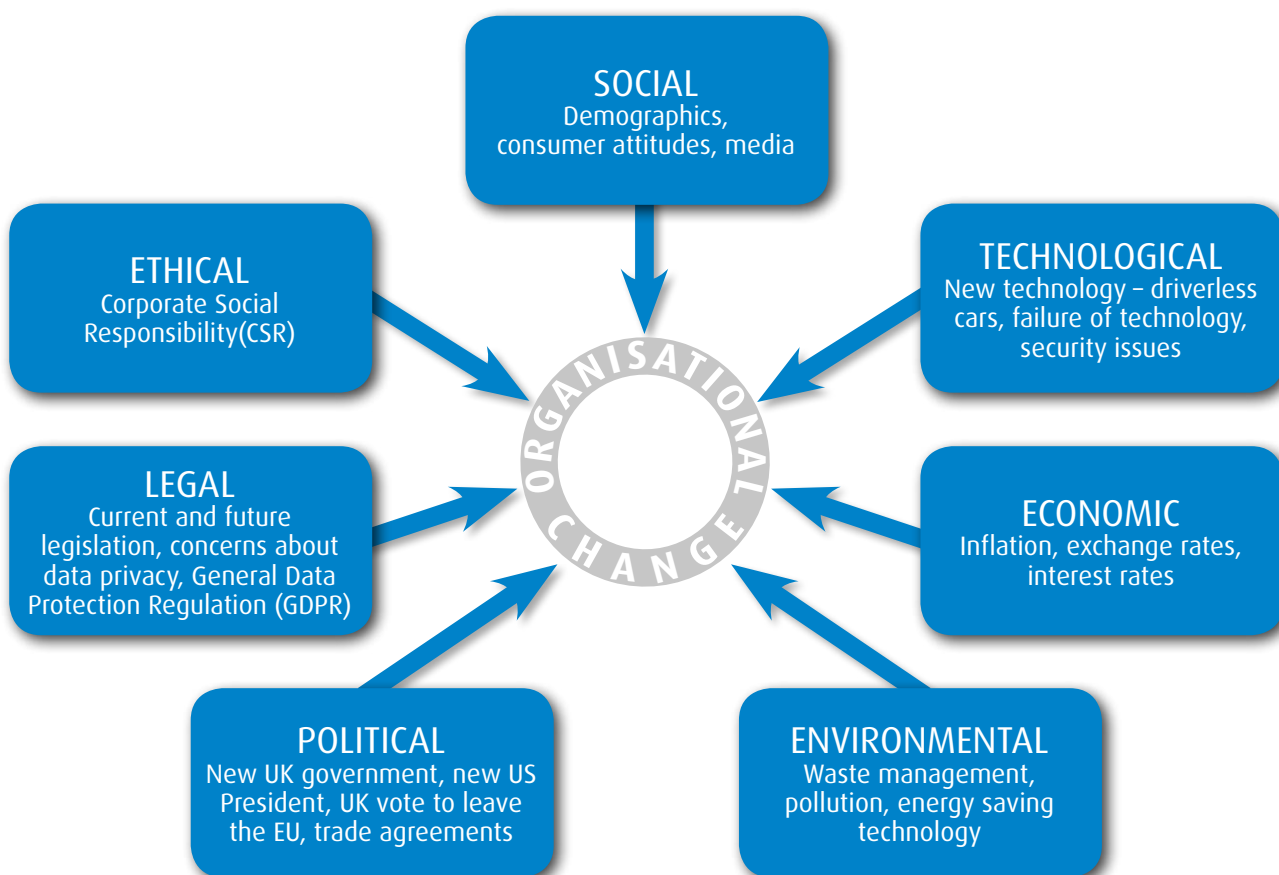 SOCIAL
Demographics,
consumer attitudes, media
TECHNOLOGICAL
New technology – driverless
cars, failure of technology,
security issues
ECONOMIC
Inflation, exchange rates,
interest rates
ENVIRONMENTAL
Waste management,
pollution, energy saving
technology
POLITICAL
New UK government, new US
President, UK vote to leave
the EU, trade agreements
LEGAL
Current and future
legislation, concerns about
data privacy, General Data
Protection Regulation (GDPR)
ETHICAL
Corporate Social
Responsibility(CSR)
ORGANISATIONAL
CHANGE